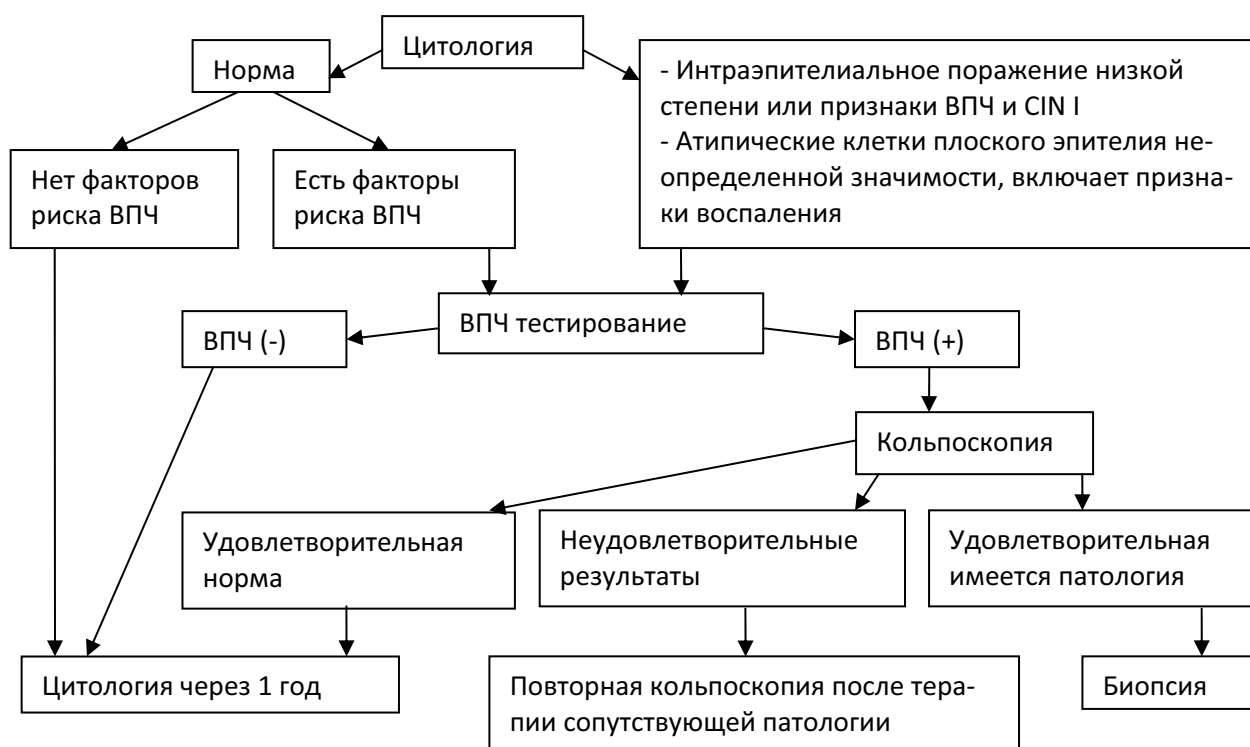 Цитология
Норма
- Интраэпителиальное поражение низкой
степени или признаки ВПЧ и CIN I
- Атипические клетки плоского эпителия не-
определенной значимости, включает призна-
ки воспаления
Нет факторов
риска ВПЧ
Есть факторы
риска ВПЧ
ВПЧ тестирование
ВПЧ (-)
ВПЧ (+)
Кольпоскопия
Удовлетворительная
норма
Неудовлетворительные
результаты
Удовлетворительная
имеется патология
Цитология через 1 год
Повторная кольпоскопия после тера-
пии сопутствующей патологии
Биопсия